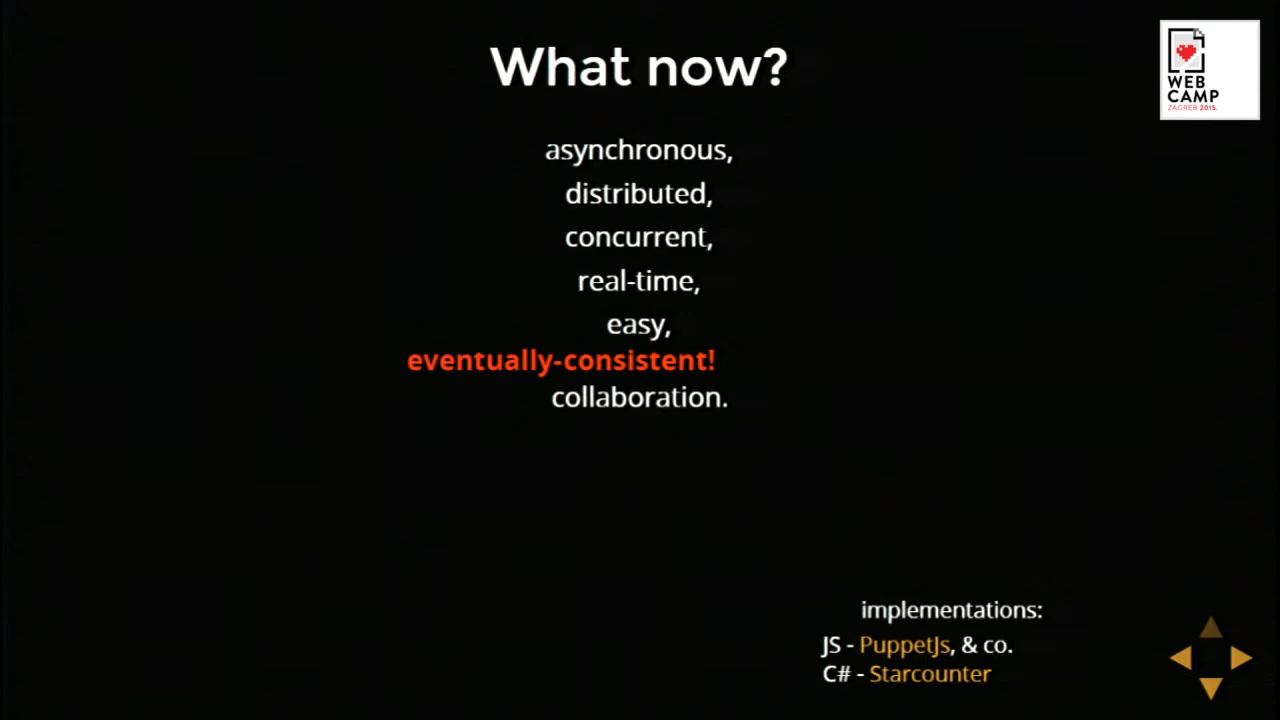 What now?
WEB
CAMP
ZAGREB 2015.
asynchronous,
distributed,
concurrent,
real-time,
easy,
eventually-consistent!
collaboration.
implementations:
JS - PuppetJs, & co.
C# - Starcounter